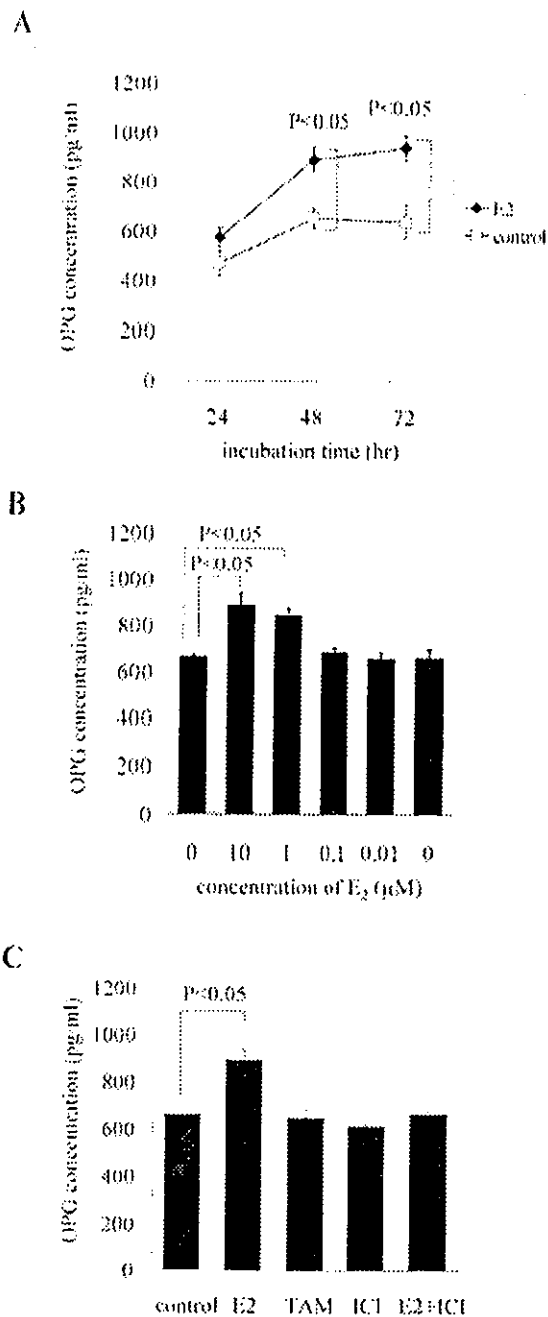 A
1200
1000
800
600
400
200
0
OPG concentration (pg/ml)
P<0.05
P<0.05
E2
control
24 48 72
incubation time (hr)
B
1200
1000
800
600
400
200
0
OPG concentration (pg/ml)
P<0.05
P<0.05
0 10 1 0.1 0.01 0
concentration of E2 (μM)
C
1200
1000
800
600
400
200
0
OPG concentration (pg/ml)
P<0.05
control E2 TAM ICI E2+ICI